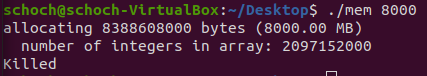 schoch@schoch-VirtualBox:~/Desktop$ ./mem 8000
allocating 8388608000 bytes (8000.00 MB)
  number of integers in array: 2097152000
Killed